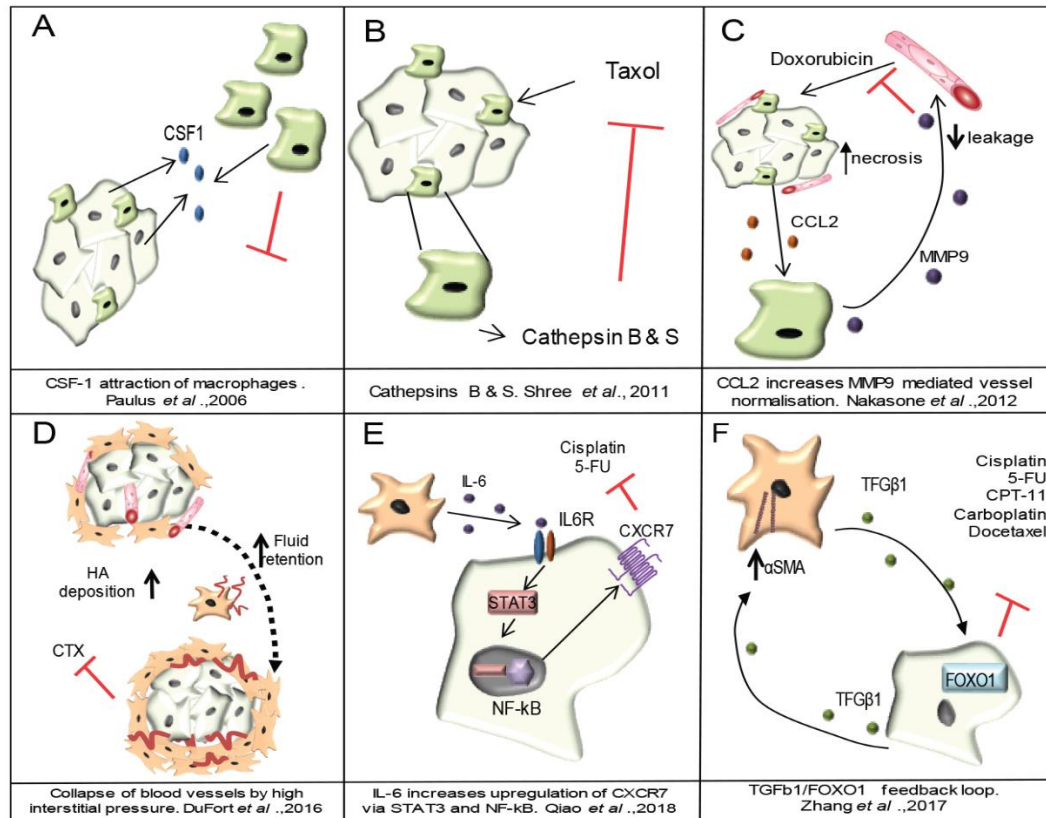 A
CSF1
CSF-1 attraction of macrophages .
Paulus et al .,2006
B
Taxol
Cathepsin B & S
Cathepsins B & S. Shree et al., 2011
C
Doxorubicin
leakage
necrosis
CCL2
MMP9
CCL2 increases MMP9 mediated vessel
normalisation. Nakasone et al .,2012
D
Fluid
retention
HA
deposition
CTX
Collapse of blood vessels by high
interstitial pressure. DuFort et al .,2016
E
Cisplatin
5-FU
IL-6
IL6R
CXCR7
STAT3
NF-kB
IL-6 increases upregulation of CXCR7
via STAT3 and NF-kB. Qiao et al .,2018
F
Cisplatin
5-FU
CPT-11
Carboplatin
Docetaxel
TFGβ1
αSMA
FOXO1
TFGβ1
TGFb1/FOXO1 feedback loop.
Zhang et al .,2017